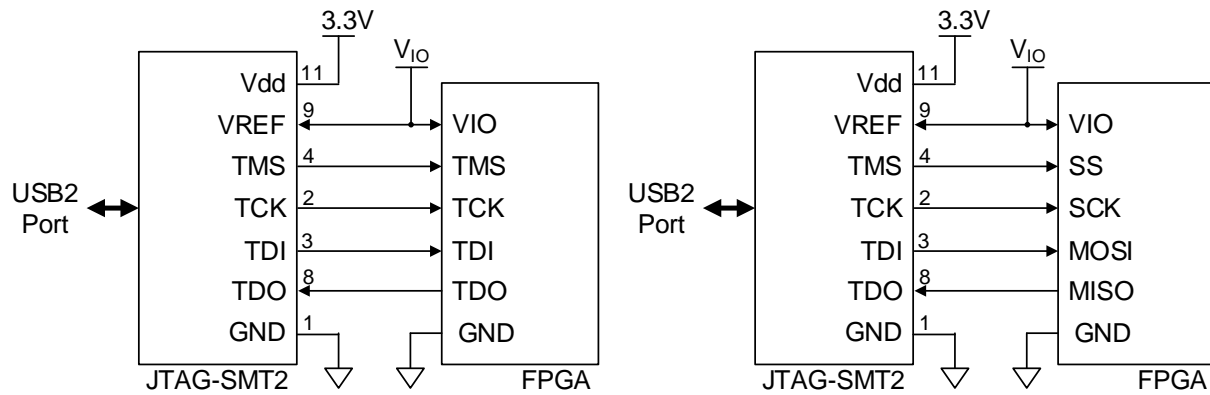 3.3V
V_IO
Vdd 11
VREF 9 VIO
TMS 4 TMS
USB2
Port
TCK 2 TCK
TDI 3 TDI
TDO 8 TDO
GND 1 GND
JTAG-SMT2 FPGA
3.3V
VIO
Vdd 11
VREF 9 VIO
TMS 4 SS
USB2
Port
TCK 2 SCK
TDI 3 MOSI
TDO 8 MISO
GND 1 GND
JTAG-SMT2 FPGA